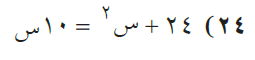 ٢٤) ٢٤ + س٢ = ١٠س